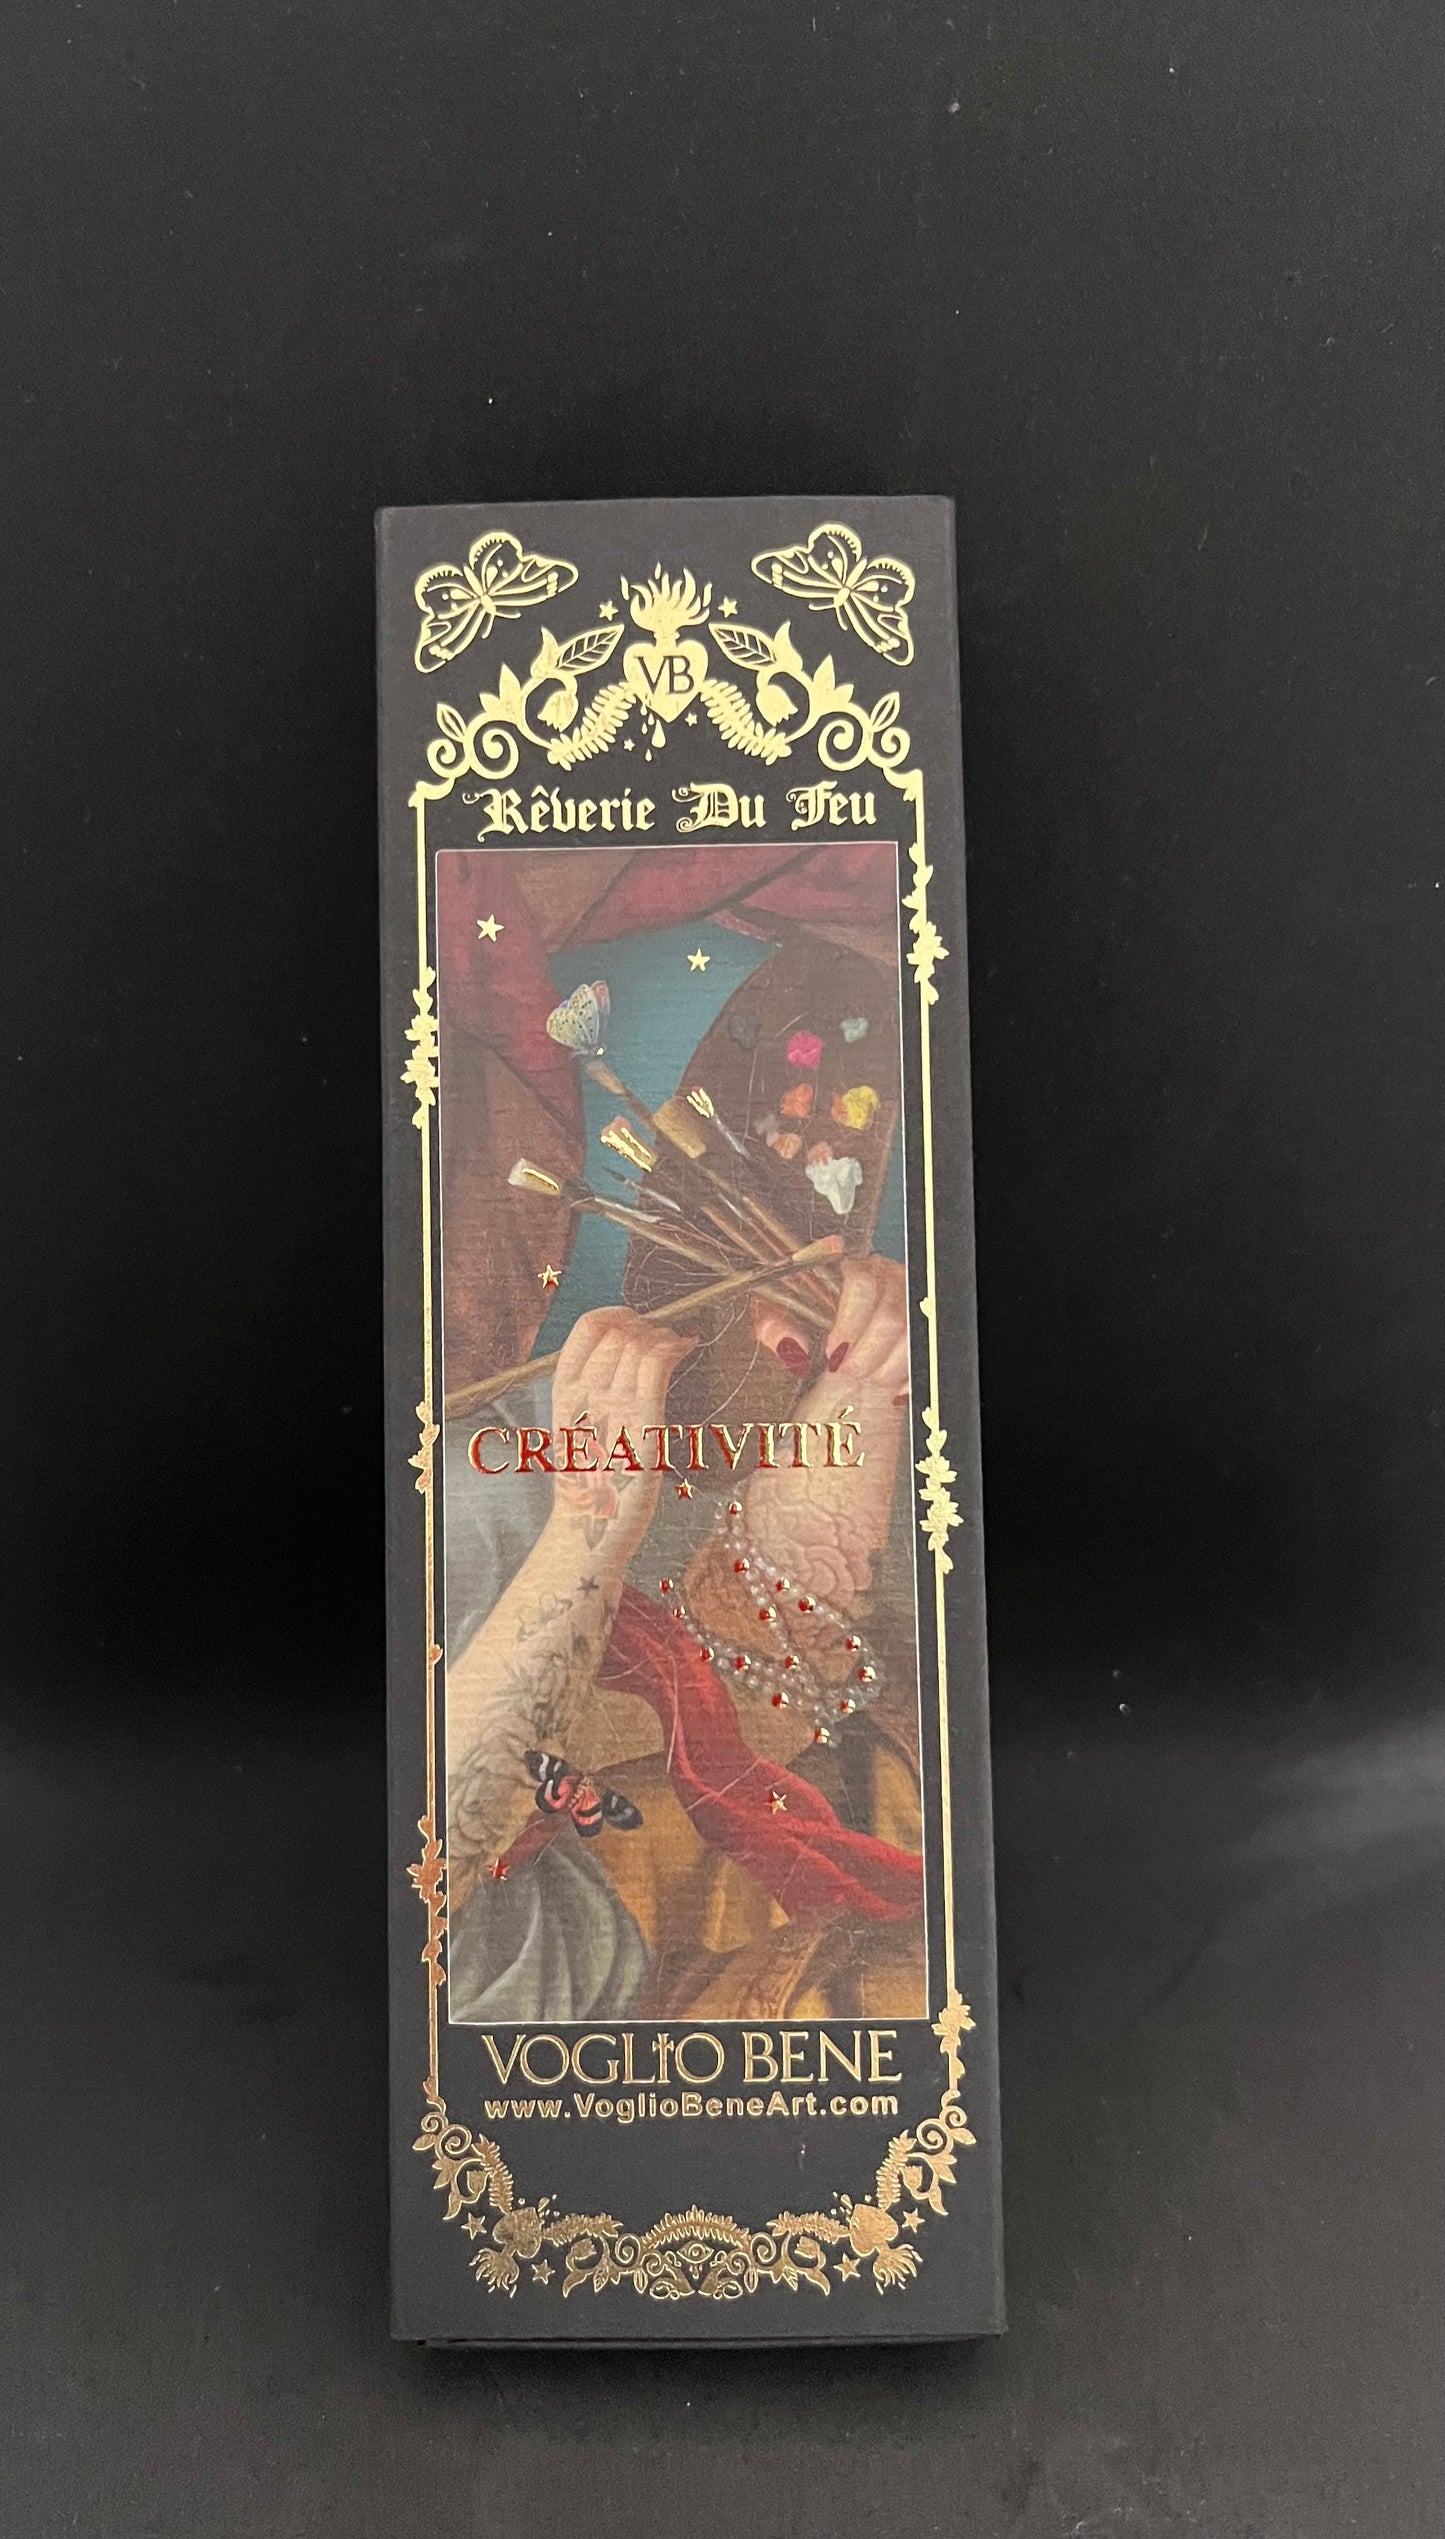 VB
Rêverie Du Feu
CRÉATIVITÉ
VOGLIO BENE
www.VoglioBeneArt.com